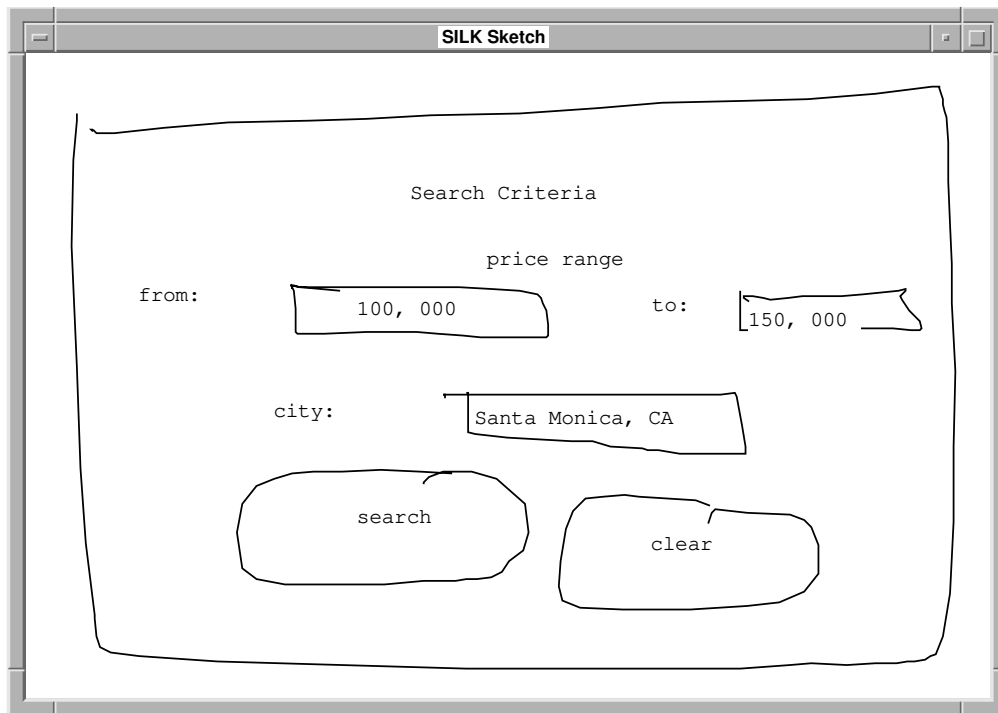 SILK Sketch
Search Criteria
price range
from: 100, 000 to: 150, 000
city: Santa Monica, CA
search clear